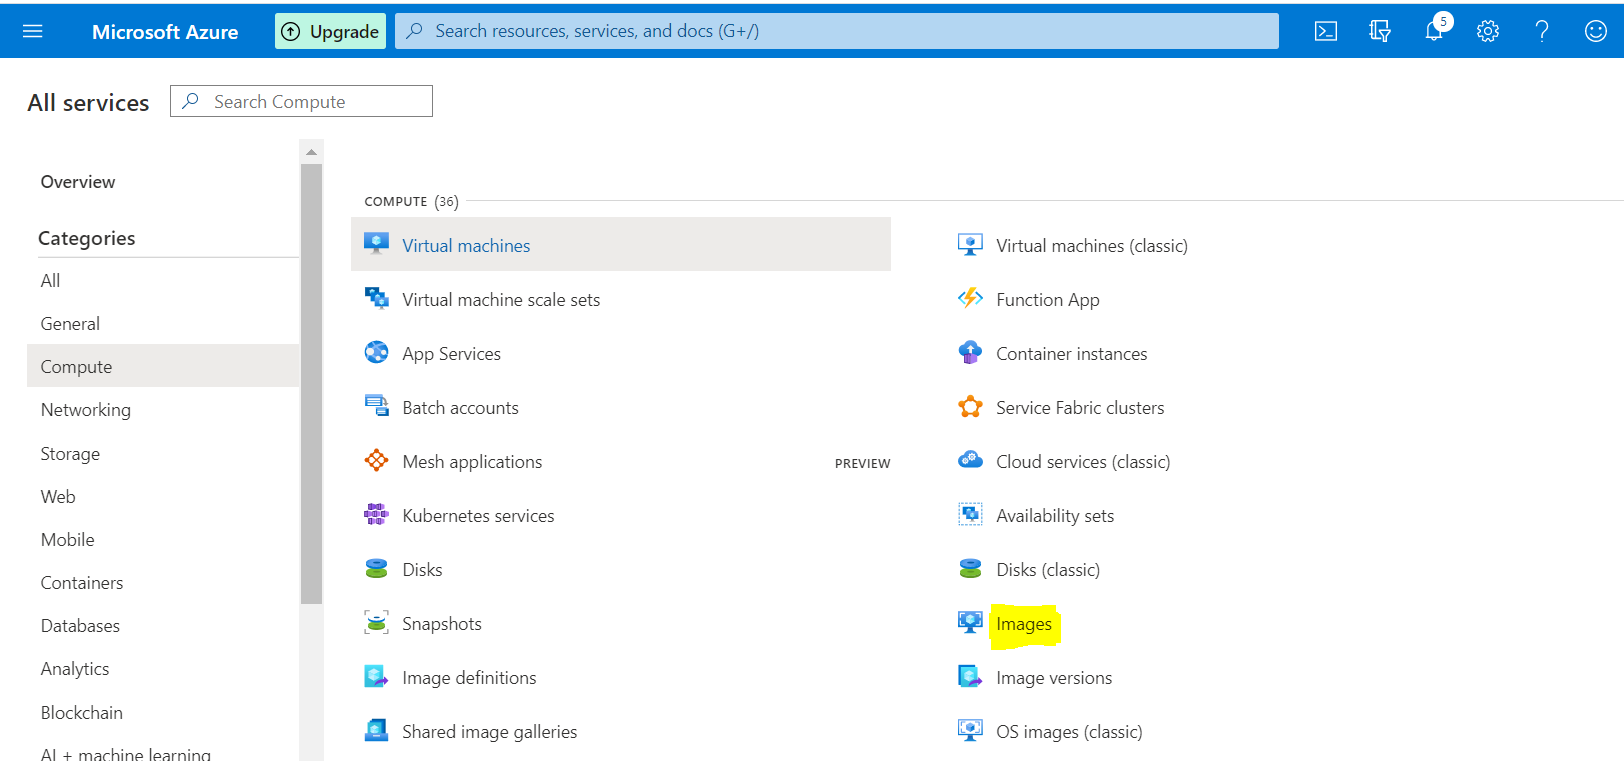 Microsoft Azure
Upgrade
Search resources, services, and docs (G+/)
5
All services
Search Compute
Overview
Categories
All
General
Compute
Networking
Storage
Web
Mobile
Containers
Databases
Analytics
Blockchain
AI + machine learning
COMPUTE (36)
Virtual machines
Virtual machines (classic)
Virtual machine scale sets
Function App
App Services
Container instances
Batch accounts
Service Fabric clusters
Mesh applications PREVIEW
Cloud services (classic)
Kubernetes services
Availability sets
Disks
Disks (classic)
Snapshots
Images
Image definitions
Image versions
Shared image galleries
OS images (classic)